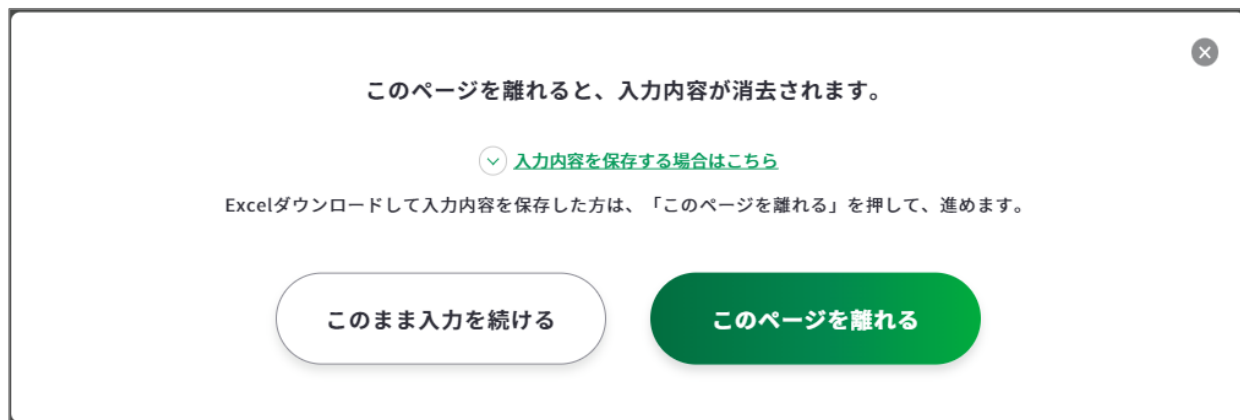 このページを離れると、入力内容が消去されます。
入力内容を保存する場合はこちら
Excelダウンロードして入力内容を保存した方は、「このページを離れる」を押して、進めます。
このまま入力を続ける
このページを離れる